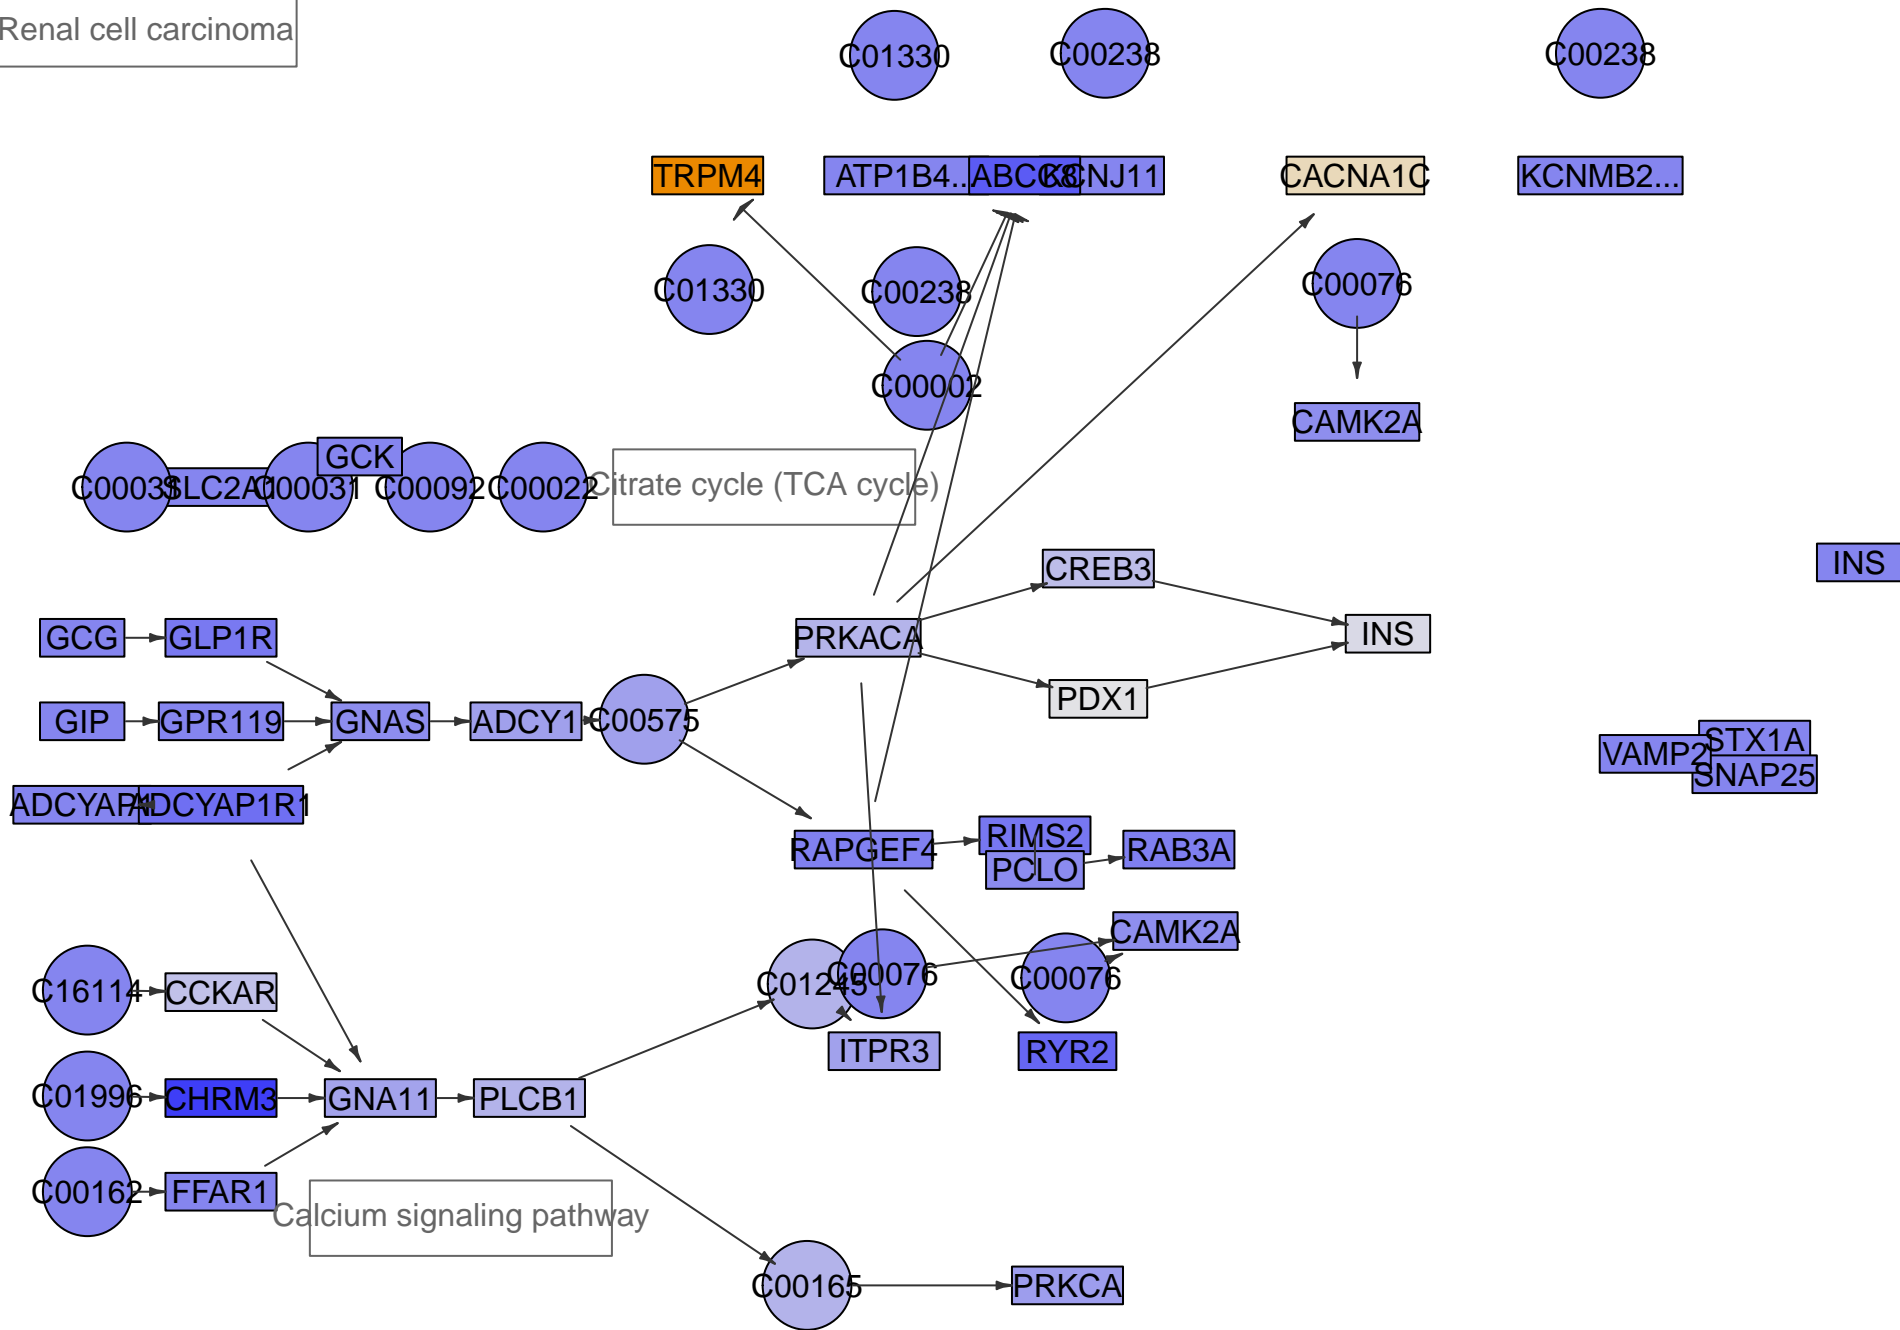 Renal cell carcinoma
C01330
C00238
C00238
TRPM4
ATP1B4...
ABCC8
KCNJ11
CACNA1C
KCNMB2...
C01330
C00238
C00076
C00002
CAMK2A
GCK
C00031
SLC2A1
C00031
C00092
C00022
Citrate cycle (TCA cycle)
CREB3
INS
GCG
GLP1R
PRKACA
INS
PDX1
GIP
GPR119
GNAS
ADCY1
C00575
STX1A
VAMP2
SNAP25
ADCYAP1
ADCYAP1R1
RAPGEF4
RIMS2
RAB3A
PCLO
CAMK2A
C16114
CCKAR
C01245
C00076
C00076
ITPR3
RYR2
C01996
CHRM3
GNA11
PLCB1
C00162
FFAR1
Calcium signaling pathway
C00165
PRKCA